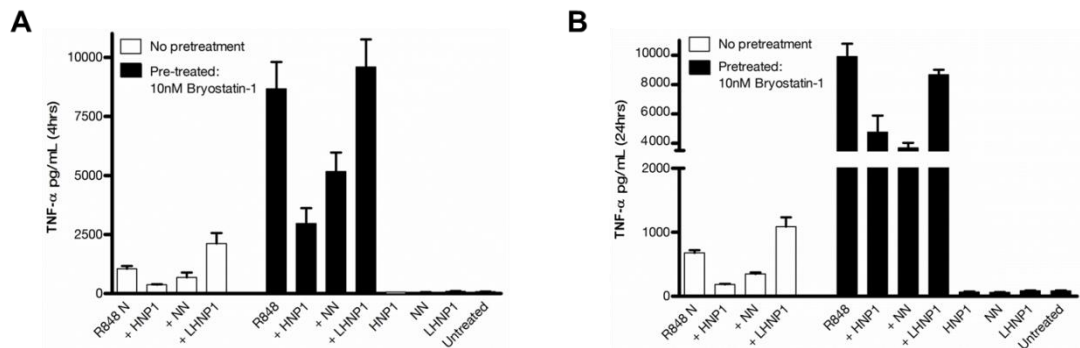 A
TNF-α pg/mL (4hrs)
10000
7500
5000
2500
0
No pretreatment
Pre-treated:
10nM Bryostatin-1
R848 N
+ HNP1
+ NN
+ LHNP1
R848
+ HNP1
+ NN
+ LHNP1
HNP1
NN
LHNP1
Untreated
B
TNF-α pg/mL (24hrs)
10000
8000
6000
4000
2000
1000
0
No pretreatment
Pretreated:
10nM Bryostatin-1
R848 N
+ HNP1
+ NN
+ LHNP1
R848
+ HNP1
+ NN
+ LHNP1
HNP1
NN
LHNP1
Untreated